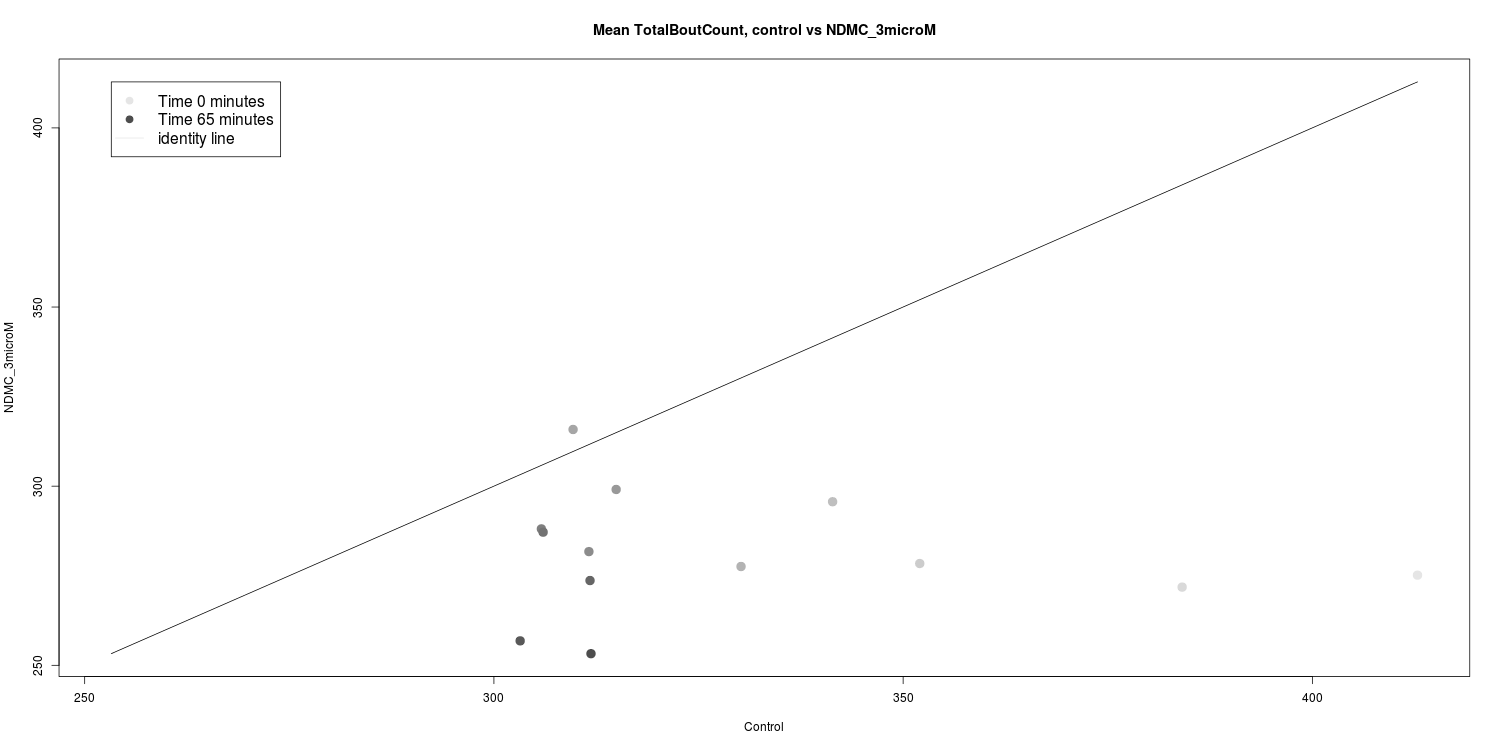 Mean TotalBoutCount, control vs NDMC_3microM
Time 0 minutes
Time 65 minutes
identity line
NDMC_3microM
400
350
300
250
250
300
350
400
Control